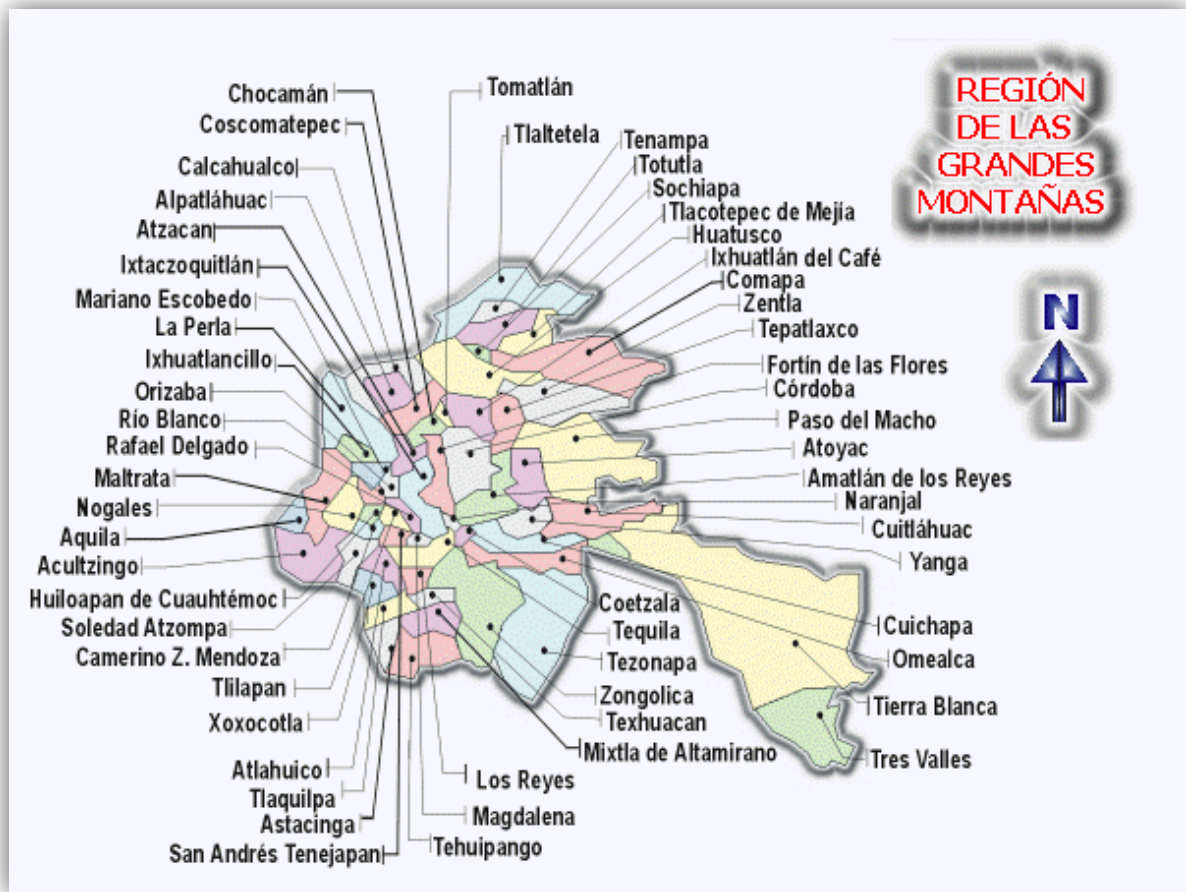 REGIÓN
DE LAS
GRANDES
MONTAÑAS
N
Chocamán
Coscomatepec
Calcahualco
Alpatláhuac
Atzacan
Ixtaczoquitlán
Mariano Escobedo
La Perla
Ixhuatlancillo
Orizaba
Río Blanco
Rafael Delgado
Maltrata
Nogales
Aquila
Acultzingo
Huiloapan de Cuauhtémoc
Soledad Atzompa
Camerino Z. Mendoza
Tlilapan
Xoxocotla
Atlahuico
Tlaquilpa
Astacinga
San Andrés Tenejapan
Tomatlán
Tlaltetela
Tenampa
Totutla
Sochiapa
Tlacotepec de Mejía
Huatusco
Ixhuatlán del Café
Comapa
Zentla
Tepatlaxco
Fortín de las Flores
Córdoba
Paso del Macho
Atoyac
Amatlán de los Reyes
Naranjal
Cuitláhuac
Yanga
Coetzala
Cuichapa
Tequila
Omealca
Tezonapa
Zongolica
Tierra Blanca
Texhuacan
Mixtla de Altamirano
Tres Valles
Los Reyes
Magdalena
Tehuipango